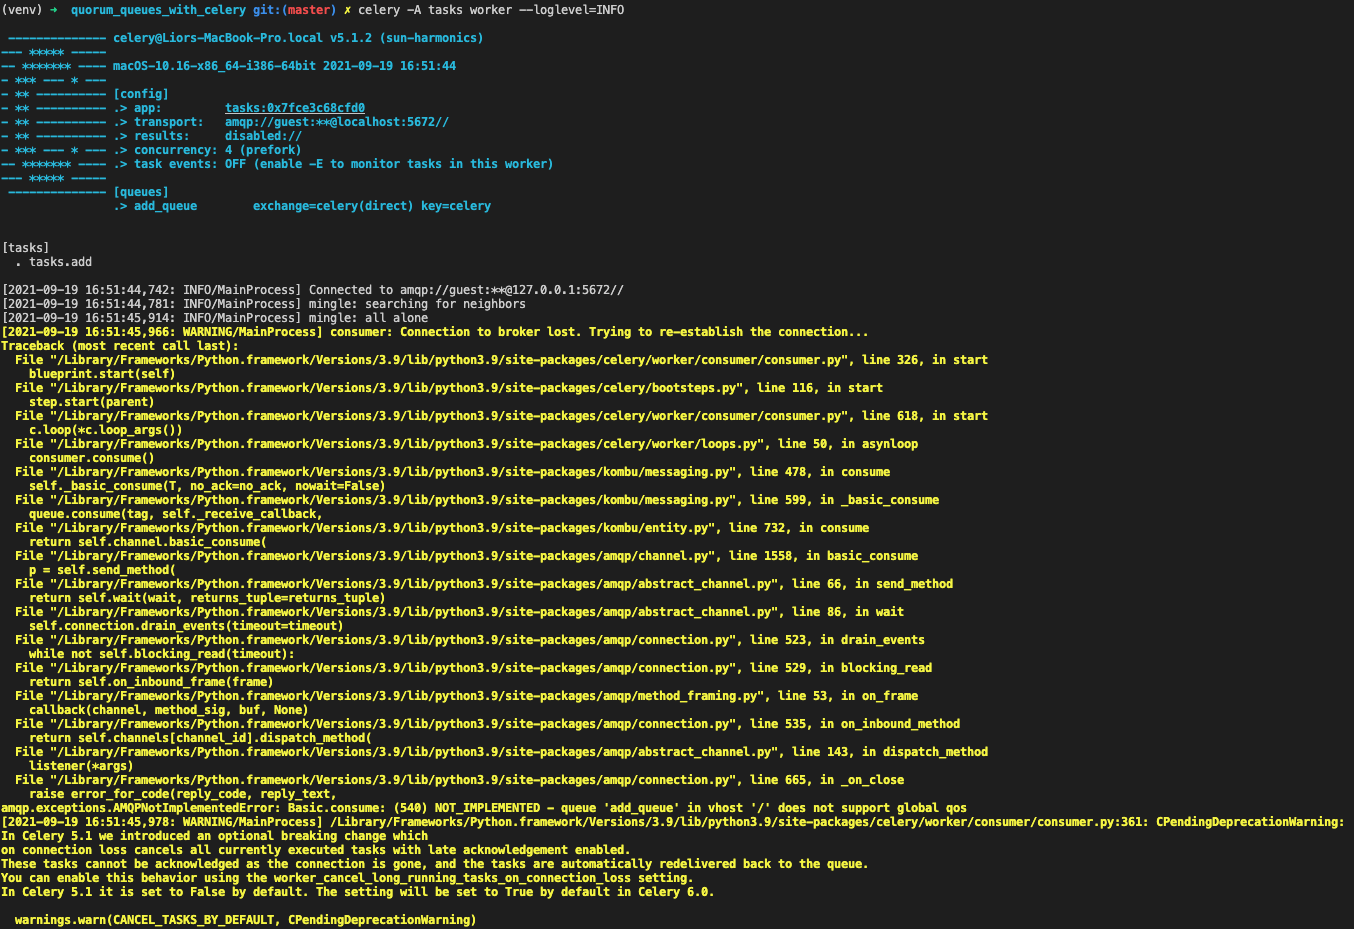 (venv) ➜  quorum_queues_with_celery git:(master) ✗ celery -A tasks worker --loglevel=INFO

 -------------- celery@Liors-MacBook-Pro.local v5.1.2 (sun-harmonics)
--- ***** -----
-- ******* ---- macOS-10.16-x86_64-i386-64bit 2021-09-19 16:51:44
- *** --- * ---
- ** ---------- [config]
- ** ---------- .> app:         tasks:0x7fce3c68cfd0
- ** ---------- .> transport:   amqp://guest:**@localhost:5672//
- ** ---------- .> results:     disabled://
- *** --- * --- .> concurrency: 4 (prefork)
-- ******* ---- .> task events: OFF (enable -E to monitor tasks in this worker)
--- ***** -----
 -------------- [queues]
                .> add_queue        exchange=celery(direct) key=celery

[tasks]
  . tasks.add

[2021-09-19 16:51:44,742: INFO/MainProcess] Connected to amqp://guest:**@127.0.0.1:5672//
[2021-09-19 16:51:44,781: INFO/MainProcess] mingle: searching for neighbors
[2021-09-19 16:51:45,914: INFO/MainProcess] mingle: all alone
[2021-09-19 16:51:45,966: WARNING/MainProcess] consumer: Connection to broker lost. Trying to re-establish the connection...
Traceback (most recent call last):
  File "/Library/Frameworks/Python.framework/Versions/3.9/lib/python3.9/site-packages/celery/worker/consumer/consumer.py", line 326, in start
    blueprint.start(self)
  File "/Library/Frameworks/Python.framework/Versions/3.9/lib/python3.9/site-packages/celery/bootsteps.py", line 116, in start
    step.start(parent)
  File "/Library/Frameworks/Python.framework/Versions/3.9/lib/python3.9/site-packages/celery/worker/consumer/consumer.py", line 618, in start
    c.loop(*c.loop_args())
  File "/Library/Frameworks/Python.framework/Versions/3.9/lib/python3.9/site-packages/celery/worker/loops.py", line 50, in asynloop
    consumer.consume()
  File "/Library/Frameworks/Python.framework/Versions/3.9/lib/python3.9/site-packages/kombu/messaging.py", line 478, in consume
    self._basic_consume(T, no_ack=no_ack, nowait=False)
  File "/Library/Frameworks/Python.framework/Versions/3.9/lib/python3.9/site-packages/kombu/messaging.py", line 599, in _basic_consume
    queue.consume(tag, self._receive_callback,
  File "/Library/Frameworks/Python.framework/Versions/3.9/lib/python3.9/site-packages/kombu/entity.py", line 732, in consume
    return self.channel.basic_consume(
  File "/Library/Frameworks/Python.framework/Versions/3.9/lib/python3.9/site-packages/amqp/channel.py", line 1558, in basic_consume
    p = self.send_method(
  File "/Library/Frameworks/Python.framework/Versions/3.9/lib/python3.9/site-packages/amqp/abstract_channel.py", line 66, in send_method
    return self.wait(wait, returns_tuple=returns_tuple)
  File "/Library/Frameworks/Python.framework/Versions/3.9/lib/python3.9/site-packages/amqp/abstract_channel.py", line 86, in wait
    self.connection.drain_events(timeout=timeout)
  File "/Library/Frameworks/Python.framework/Versions/3.9/lib/python3.9/site-packages/amqp/connection.py", line 523, in drain_events
    while not self.blocking_read(timeout):
  File "/Library/Frameworks/Python.framework/Versions/3.9/lib/python3.9/site-packages/amqp/connection.py", line 529, in blocking_read
    return self.on_inbound_frame(frame)
  File "/Library/Frameworks/Python.framework/Versions/3.9/lib/python3.9/site-packages/amqp/method_framing.py", line 53, in on_frame
    callback(channel, method_sig, buf, None)
  File "/Library/Frameworks/Python.framework/Versions/3.9/lib/python3.9/site-packages/amqp/connection.py", line 535, in on_inbound_method
    return self.channels[channel_id].dispatch_method(
  File "/Library/Frameworks/Python.framework/Versions/3.9/lib/python3.9/site-packages/amqp/abstract_channel.py", line 143, in dispatch_method
    listener(*args)
  File "/Library/Frameworks/Python.framework/Versions/3.9/lib/python3.9/site-packages/amqp/connection.py", line 665, in _on_close
    raise error_for_code(reply_code, reply_text,
amqp.exceptions.AMQPNotImplementedError: Basic.consume: (540) NOT_IMPLEMENTED - queue 'add_queue' in vhost '/' does not support global qos
[2021-09-19 16:51:45,978: WARNING/MainProcess] /Library/Frameworks/Python.framework/Versions/3.9/lib/python3.9/site-packages/celery/worker/consumer/consumer.py:361: CPendingDeprecationWarning:
In Celery 5.1 we introduced an optional breaking change which
on connection loss cancels all currently executed tasks with late acknowledgement enabled.
These tasks cannot be acknowledged as the connection is gone, and the tasks are automatically redelivered back to the queue.
You can enable this behavior using the worker_cancel_long_running_tasks_on_connection_loss setting.
In Celery 5.1 it is set to False by default. The setting will be set to True by default in Celery 6.0.

  warnings.warn(CANCEL_TASKS_BY_DEFAULT, CPendingDeprecationWarning)